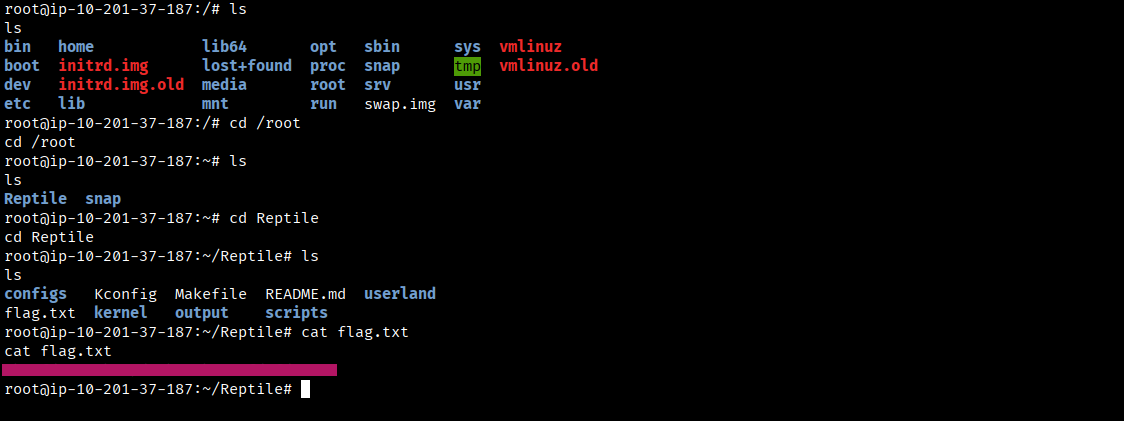 root@ip-10-201-37-187:/# ls
ls
bin home lib64 opt sbin sys vmlinuz
boot initrd.img lost+found proc snap tmp vmlinuz.old
dev initrd.img.old media root srv usr
etc lib mnt run swap.img var
root@ip-10-201-37-187:/# cd /root
cd /root
root@ip-10-201-37-187:~# ls
ls
Reptile snap
root@ip-10-201-37-187:~# cd Reptile
cd Reptile
root@ip-10-201-37-187:~/Reptile# ls
ls
configs Kconfig Makefile README.md userland
flag.txt kernel output scripts
root@ip-10-201-37-187:~/Reptile# cat flag.txt
cat flag.txt
root@ip-10-201-37-187:~/Reptile#